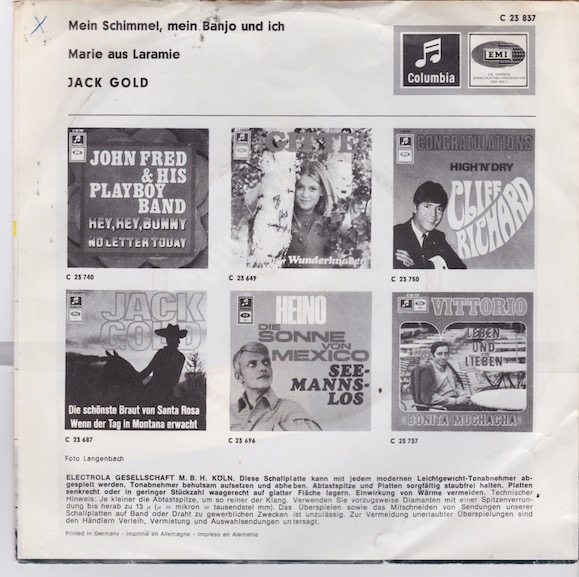 Mein Schimmel, mein Banjo und ich
C 23 837
Marie aus Laramie
JACK GOLD
Columbia
EMI
JOHN FRED
& HIS
PLAYBOY
BAND
HEY, HEY, BUNNY
NO LETTER TODAY
C 23 740
GITTE
Wunderknaben
C 23 649
CONGRATULATIONS
HIGH 'N' DRY
CLIFF
RICHARD
C 23 750
JACK
GOLD
Die schönste Braut von Santa Rosa
Wenn der Tag in Montana erwacht
C 23 687
HEINO
DIE
SONNE
VON
MEXICO
SEE-
MANNS-
LOS
C 23 696
VITTORIO
LEBEN
UND
LIEBEN
BONITA MUCHACHA
C 23 737
Foto Langenbach
ELECTROLA GESELLSCHAFT M. B. H. KÖLN. Diese Schallplatte kann mit jedem modernen Leichtgewicht-Tonabnehmer ab-
gespielt werden. Tonabnehmer behutsam aufsetzen und abheben. Abtastspitze und Platten sorgfältig staubfrei halten. Platten
senkrecht oder in geringer Stückzahl waagerecht auf glatter Fläche lagern. Einwirkung von Wärme vermeiden. Technischer
Hinweis: Je kleiner die Abtastspitze, um so reiner der Klang. Verwenden Sie vorzugsweise Diamanten mit einer Spitzenverrun-
dung bis herab zu 13 µ (µ = mikron = tausendstel mm). Das Überspielen sowie das Mitschneiden von Sendungen unserer
Schallplatten auf Band oder Draht zu gewerblichen Zwecken ist unzulässig. Zur Vermeidung unerlaubter Überspielungen sind
den Händlern Verleih, Vermietung und Auswahlsendungen untersagt.
Printed in Germany - Imprimé en Allemagne - Impreso en Alemania